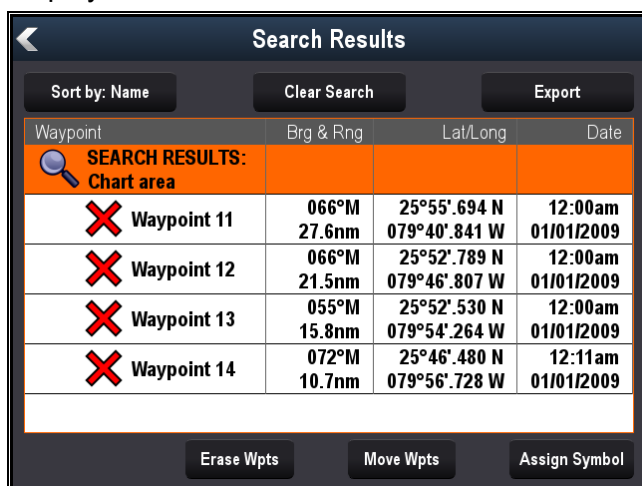 Search Results
Sort by: Name Clear Search Export
Waypoint Brg & Rng Lat/Long Date
SEARCH RESULTS:
Chart area
Waypoint 11 066°M 25°55'.694 N 12:00am
27.6nm 079°40'.841 W 01/01/2009
Waypoint 12 066°M 25°52'.789 N 12:00am
21.5nm 079°46'.807 W 01/01/2009
Waypoint 13 055°M 25°52'.530 N 12:00am
15.8nm 079°54'.264 W 01/01/2009
Waypoint 14 072°M 25°46'.480 N 12:11am
10.7nm 079°56'.728 W 01/01/2009
Erase Wpts Move Wpts Assign Symbol